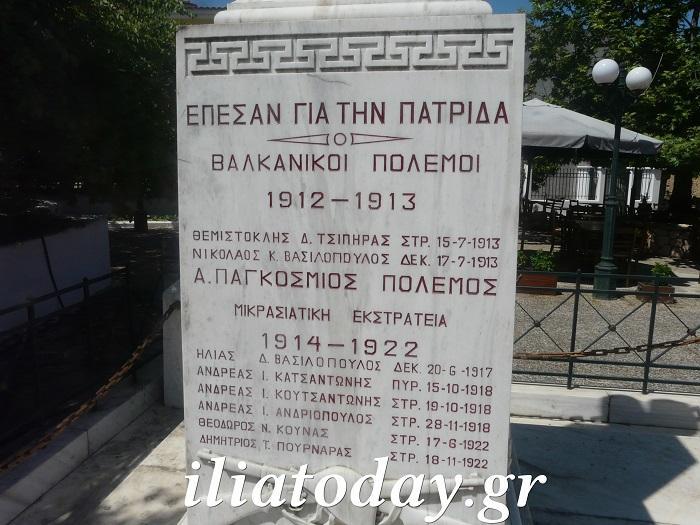 ΕΠΕΣΑΝ ΓΙΑ ΤΗΝ ΠΑΤΡΙΔΑ
ΒΑΛΚΑΝΙΚΟΙ ΠΟΛΕΜΟΙ
1912-1913
ΘΕΜΙΣΤΟΚΛΗΣ Δ. ΤΣΙΠΗΡΑΣ ΣΤΡ. 15-7-1913
ΝΙΚΟΛΑΟΣ Κ. ΒΑΣΙΛΟΠΟΥΛΟΣ ΔΕΚ. 17-7-1913
Α. ΠΑΓΚΟΣΜΙΟΣ ΠΟΛΕΜΟΣ
ΜΙΚΡΑΣΙΑΤΙΚΗ ΕΚΣΤΡΑΤΕΙΑ
1914-1922
ΗΛΙΑΣ Δ. ΒΑΣΙΛΟΠΟΥΛΟΣ ΔΕΚ. 20-6-1917
ΑΝΔΡΕΑΣ Ι. ΚΑΤΣΑΝΤΩΝΗΣ ΠΥΡ. 15-10-1918
ΑΝΔΡΕΑΣ Ι. ΚΟΥΤΣΑΝΤΩΝΗΣ ΣΤΡ. 19-10-1918
ΑΝΔΡΕΑΣ Ι. ΑΝΔΡΙΟΠΟΥΛΟΣ ΣΤΡ. 28-11-1918
ΘΕΟΔΩΡΟΣ Ν. ΚΟΥΝΑΣ ΣΤΡ. 17-6-1922
ΔΗΜΗΤΡΙΟΣ Τ. ΠΟΥΡΝΑΡΑΣ ΣΤΡ. 18-11-1922
iliatoday.gr